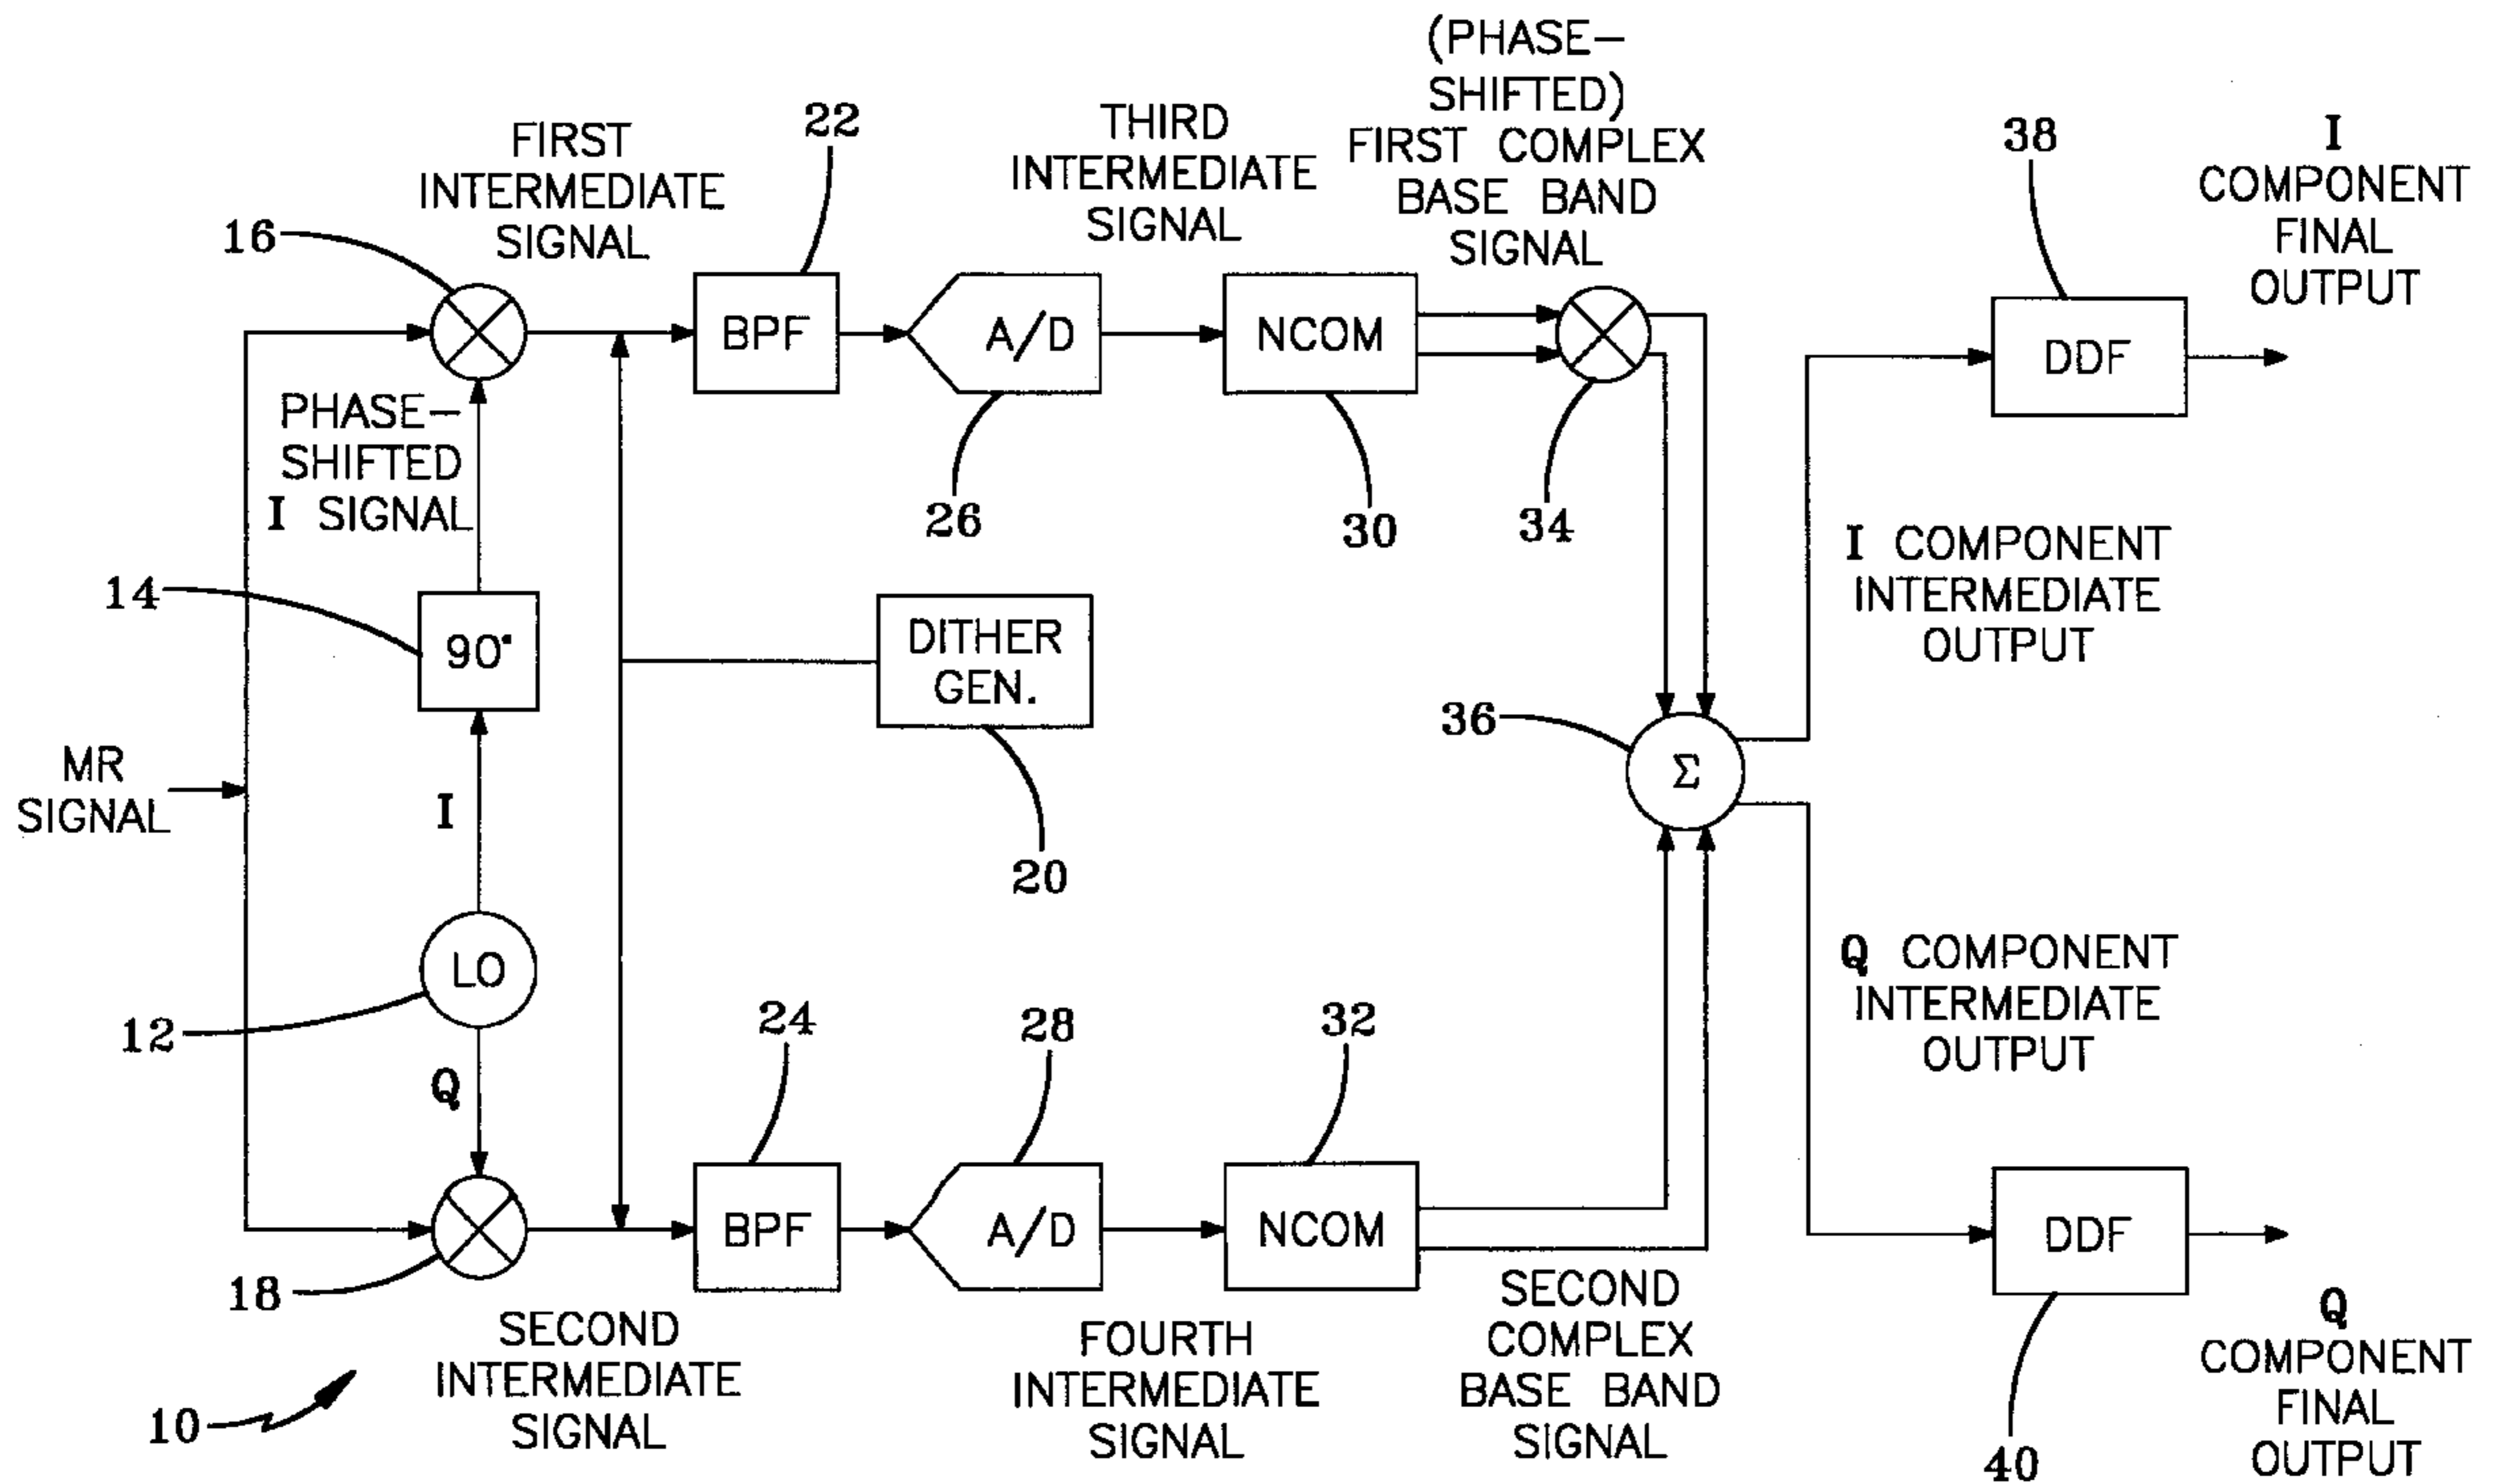 (PHASE-
SHIFTED)
FIRST COMPLEX
BASE BAND
SIGNAL
FIRST
INTERMEDIATE
SIGNAL
22
THIRD
INTERMEDIATE
SIGNAL
38
I
COMPONENT
FINAL
OUTPUT
16
BPF
A/D
NCOM
DDF
PHASE-
SHIFTED
I SIGNAL
26
30
34
I COMPONENT
INTERMEDIATE
OUTPUT
14
90°
DITHER
GEN.
36
Σ
MR
SIGNAL
I
20
LO
12
Q
24
28
32
Q COMPONENT
INTERMEDIATE
OUTPUT
BPF
A/D
NCOM
DDF
18
SECOND
INTERMEDIATE
SIGNAL
FOURTH
INTERMEDIATE
SIGNAL
SECOND
COMPLEX
BASE BAND
SIGNAL
Q
COMPONENT
FINAL
OUTPUT
10
40